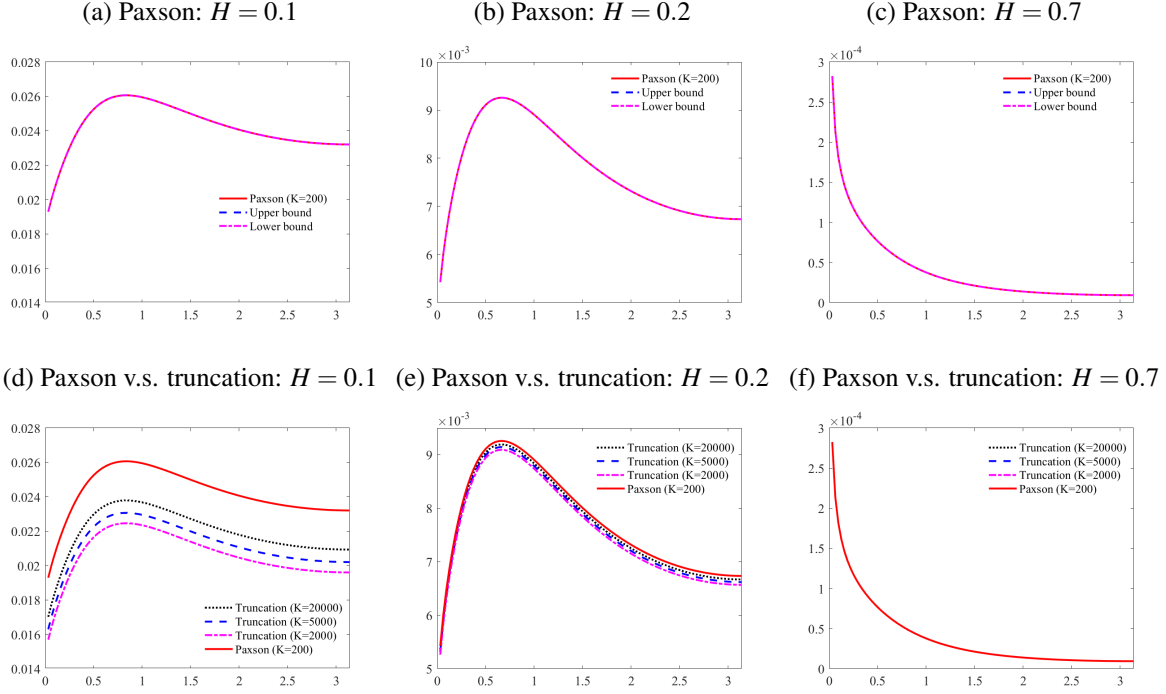 (a) Paxson: H = 0.1
(b) Paxson: H = 0.2
(c) Paxson: H = 0.7
0.028
0.026
0.024
0.022
0.02
0.018
0.016
0.014
Paxson (K=200)
Upper bound
Lower bound
0 0.5 1 1.5 2 2.5 3
×10⁻³
10
9
8
7
6
5
Paxson (K=200)
Upper bound
Lower bound
0 0.5 1 1.5 2 2.5 3
×10⁻⁴
3
2.5
2
1.5
1
0.5
0
Paxson (K=200)
Upper bound
Lower bound
0 0.5 1 1.5 2 2.5 3
(d) Paxson v.s. truncation: H = 0.1
(e) Paxson v.s. truncation: H = 0.2
(f) Paxson v.s. truncation: H = 0.7
0.028
0.026
0.024
0.022
0.02
0.018
0.016
0.014
Truncation (K=20000)
Truncation (K=5000)
Truncation (K=2000)
Paxson (K=200)
0 0.5 1 1.5 2 2.5 3
×10⁻³
9
8
7
6
5
Truncation (K=20000)
Truncation (K=5000)
Truncation (K=2000)
Paxson (K=200)
0 0.5 1 1.5 2 2.5 3
×10⁻⁴
3
2.5
2
1.5
1
0.5
0
Truncation (K=20000)
Truncation (K=5000)
Truncation (K=2000)
Paxson (K=200)
0 0.5 1 1.5 2 2.5 3